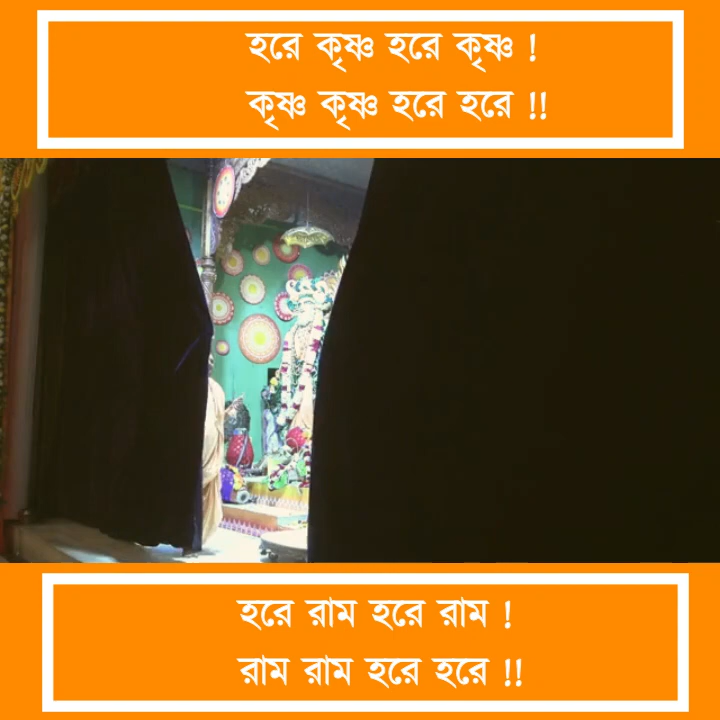 হরে কৃষ্ণ হরে কৃষ্ণ !
কৃষ্ণ কৃষ্ণ হরে হরে !!
হরে রাম হরে রাম !
রাম রাম হরে হরে !!